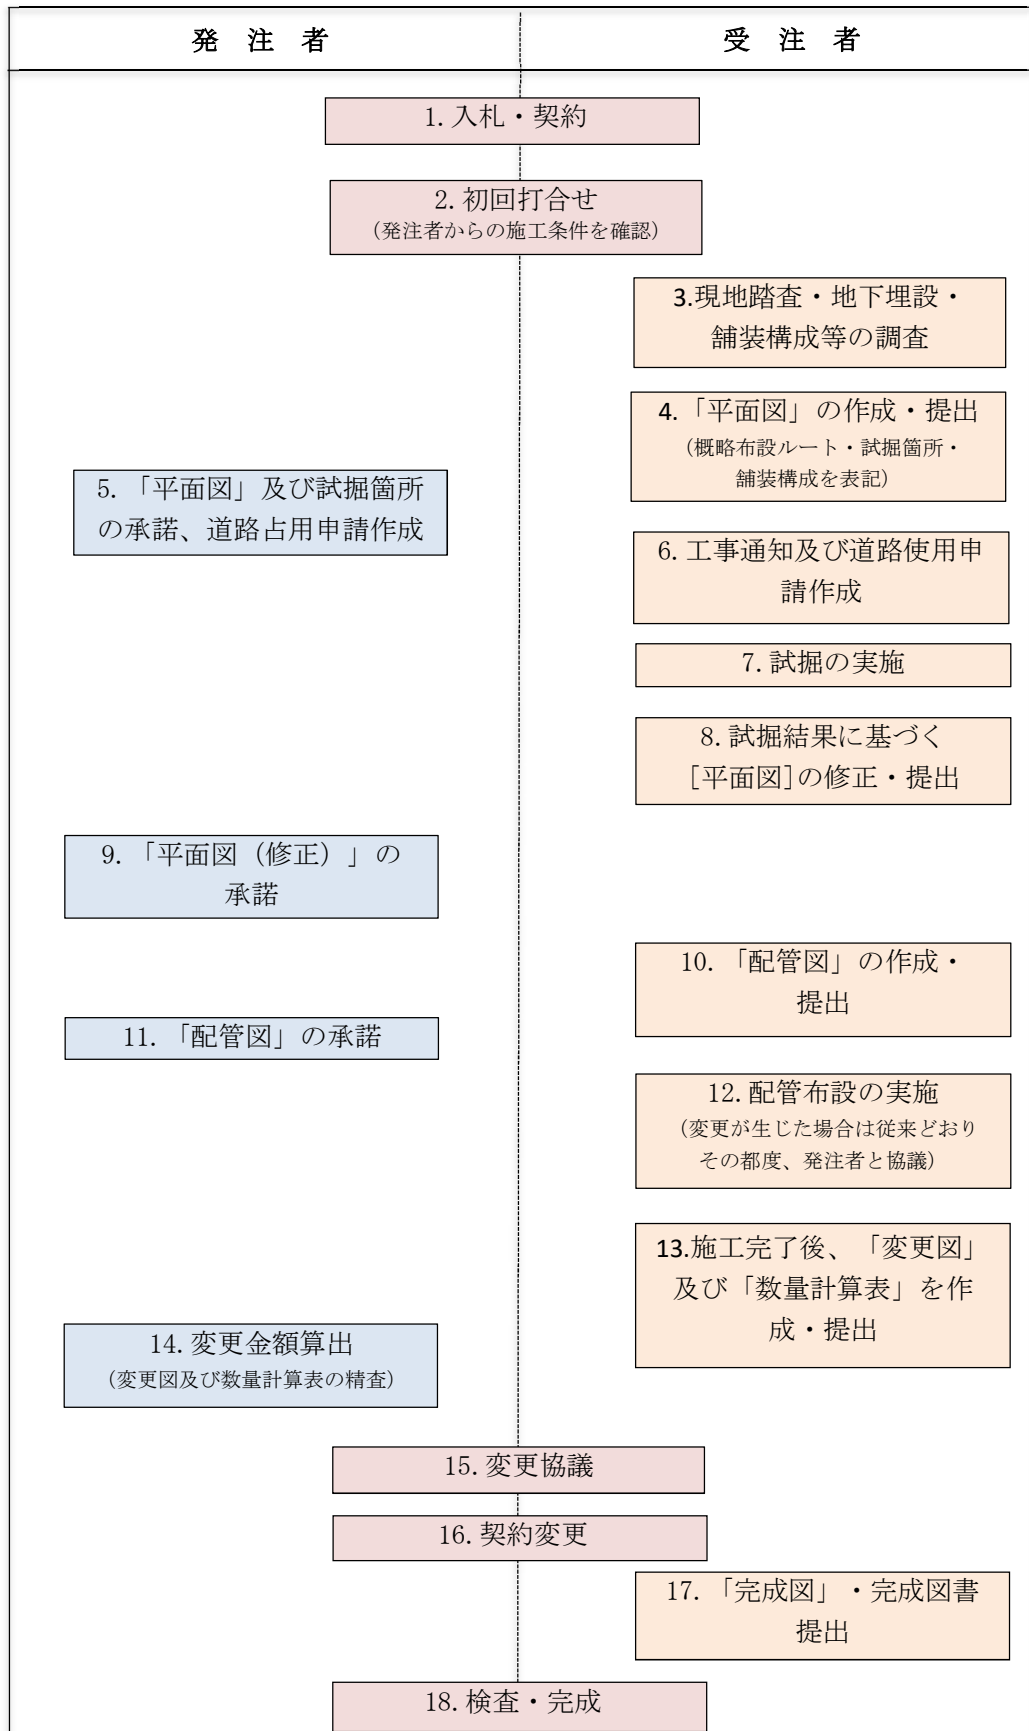 発　注　者
受　注　者
1. 入札・契約
2. 初回打合せ
（発注者からの施工条件を確認）
3.現地踏査・地下埋設・
舗装構成等の調査
4.「平面図」の作成・提出
（概略布設ルート・試掘箇所・
舗装構成を表記）
5. 「平面図」及び試掘箇所
の承諾、道路占用申請作成
6. 工事通知及び道路使用申
請作成
7. 試掘の実施
8. 試掘結果に基づく
[平面図]の修正・提出
9. 「平面図（修正）」の
承諾
10. 「配管図」の作成・
提出
11. 「配管図」の承諾
12. 配管布設の実施
（変更が生じた場合は従来どおり
その都度、発注者と協議）
13.施工完了後、「変更図」
及び「数量計算表」を作
成・提出
14. 変更金額算出
（変更図及び数量計算表の精査）
15. 変更協議
16. 契約変更
17. 「完成図」・完成図書
提出
18. 検査・完成